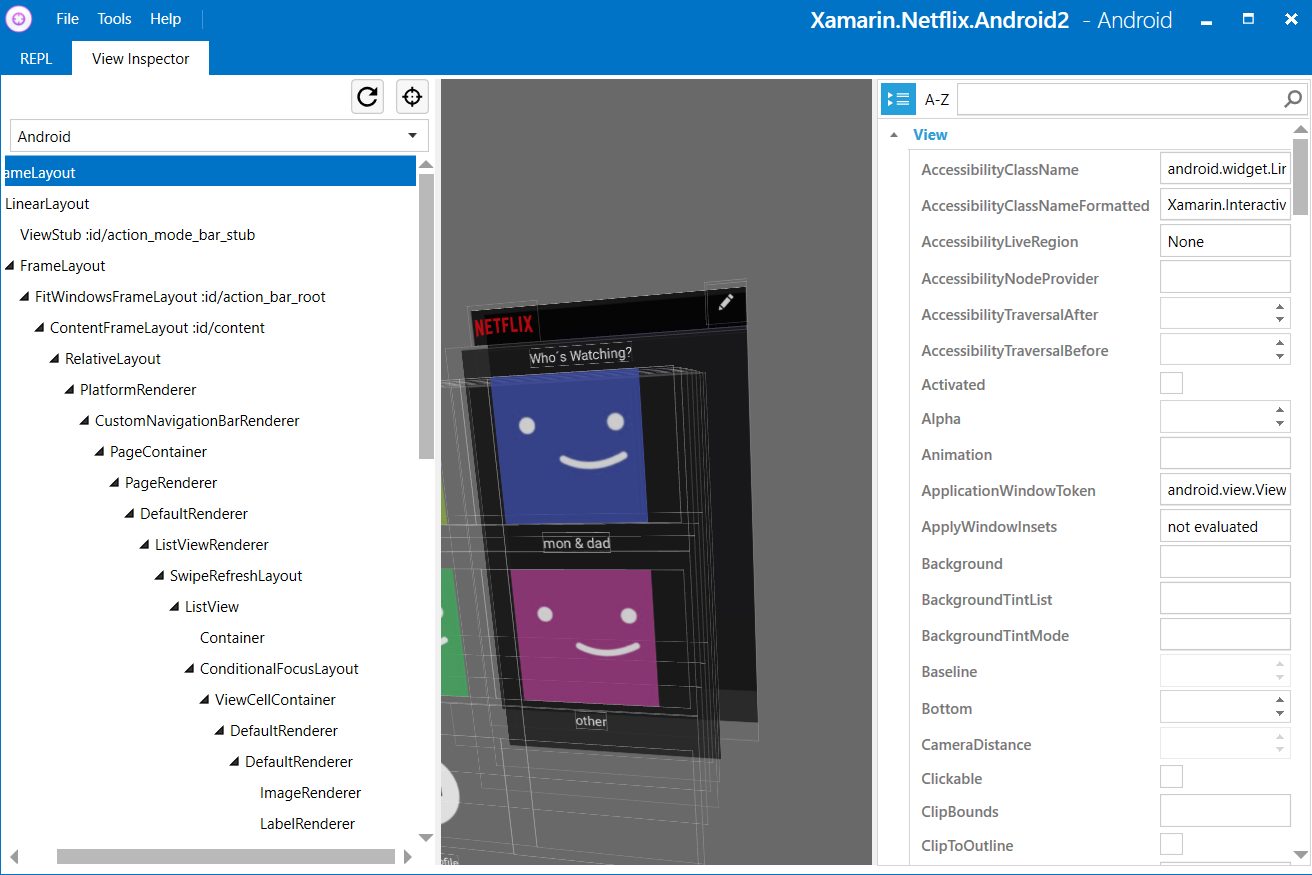 File Tools Help
Xamarin.Netflix.Android2 - Android
REPL View Inspector
Android
ameLayout
LinearLayout
ViewStub :id/action_mode_bar_stub
FrameLayout
FitWindowsFrameLayout :id/action_bar_root
ContentFrameLayout :id/content
RelativeLayout
PlatformRenderer
CustomNavigationBarRenderer
PageContainer
PageRenderer
DefaultRenderer
ListViewRenderer
SwipeRefreshLayout
ListView
Container
ConditionalFocusLayout
ViewCellContainer
DefaultRenderer
DefaultRenderer
ImageRenderer
LabelRenderer
NETFLIX
Who´s Watching?
mon & dad
other
ofile
A-Z
View
AccessibilityClassName android.widget.Lir
AccessibilityClassNameFormatted Xamarin.Interactiv
AccessibilityLiveRegion None
AccessibilityNodeProvider
AccessibilityTraversalAfter
AccessibilityTraversalBefore
Activated
Alpha
Animation
ApplicationWindowToken android.view.View
ApplyWindowInsets not evaluated
Background
BackgroundTintList
BackgroundTintMode
Baseline
Bottom
CameraDistance
Clickable
ClipBounds
ClipToOutline